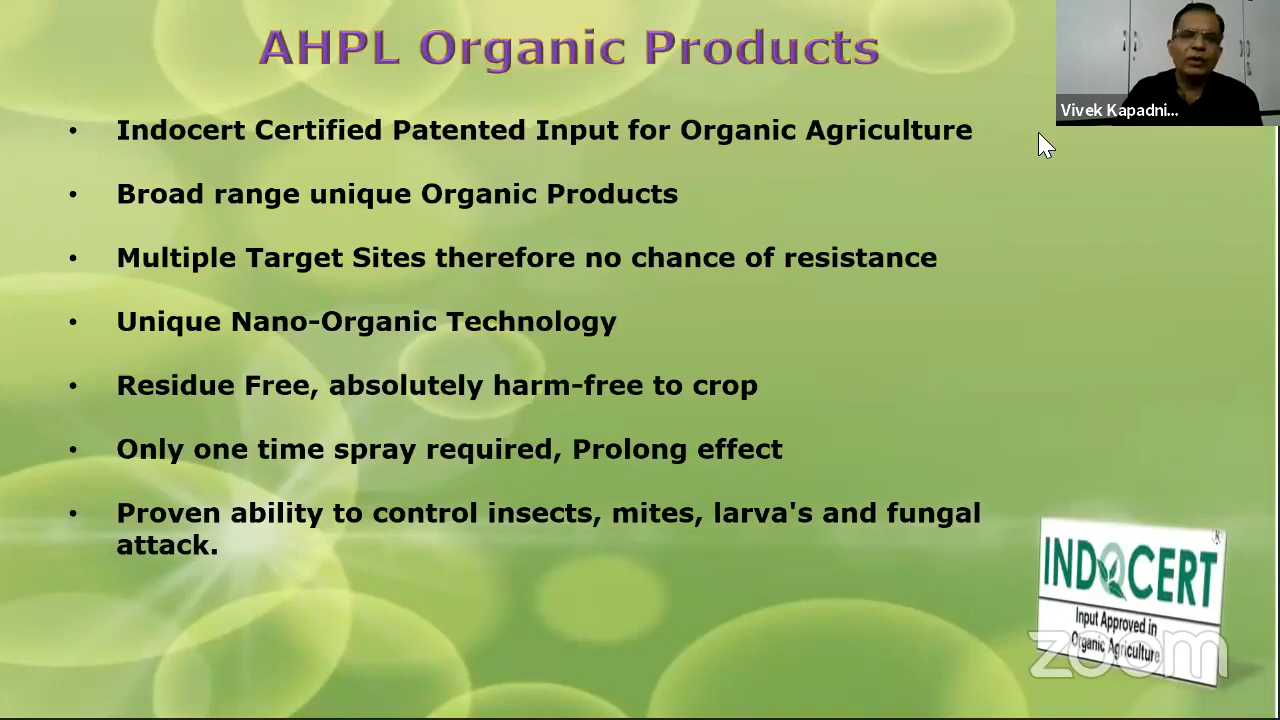 AHPL Organic Products
Vivek Kapadni...
• Indocert Certified Patented Input for Organic Agriculture
• Broad range unique Organic Products
• Multiple Target Sites therefore no chance of resistance
• Unique Nano-Organic Technology
• Residue Free, absolutely harm-free to crop
• Only one time spray required, Prolong effect
• Proven ability to control insects, mites, larva's and fungal
attack.
INDOCERT ®
Input Approved in
Organic Agriculture
zoom